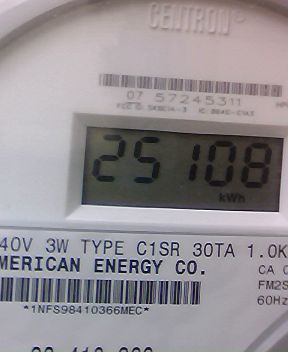 CENTRON®
07 57245311
25108
kWh
40V 3W TYPE C1SR 30TA 1.0K
MERICAN ENERGY CO.
CA 0
FM2S
60Hz
*1NFS98410366MEC*